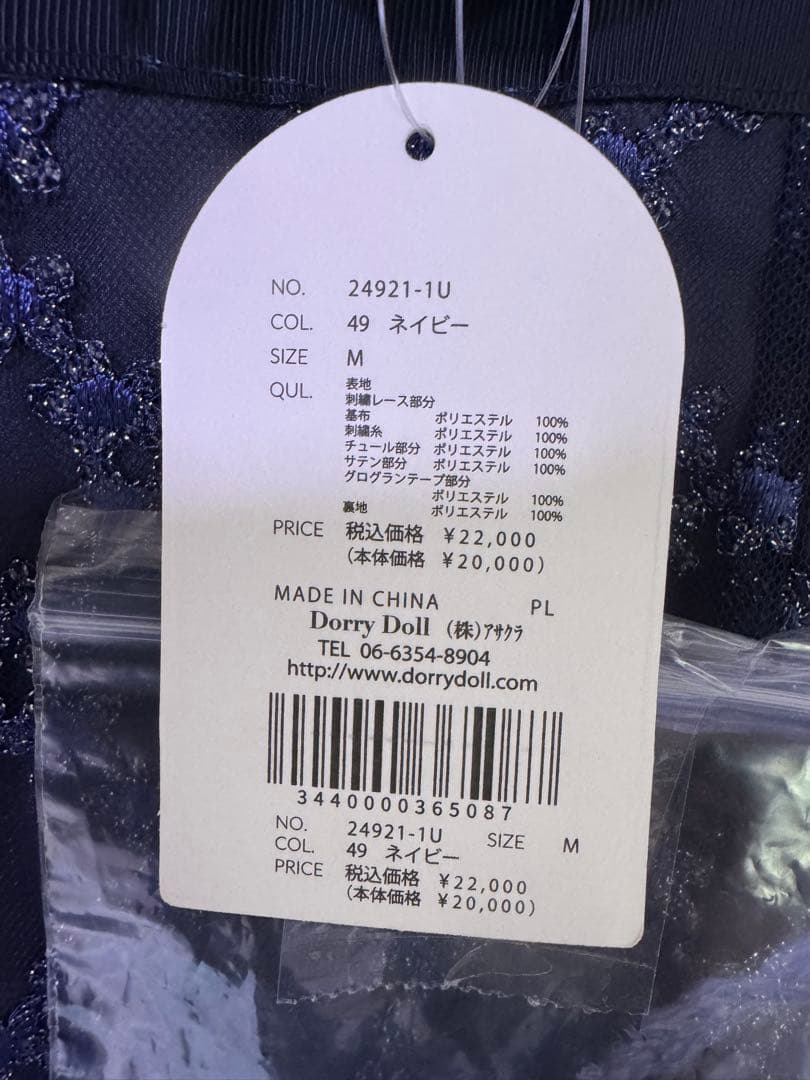 NO. 24921-1U
COL. 49 ネイビー
SIZE M
QUL. 表地
刺繍レース部分
基布 ポリエステル 100%
刺繍糸 ポリエステル 100%
チュール部分 ポリエステル 100%
サテン部分 ポリエステル 100%
グログランテープ部分
ポリエステル 100%
裏地 ポリエステル 100%
PRICE 税込価格 ¥22,000
(本体価格 ¥20,000)
MADE IN CHINA PL
Dorry Doll (株)ｱｻｸﾗ
TEL 06-6354-8904
http://www.dorrydoll.com
3440000365087
NO. 24921-1U SIZE M
COL. 49 ネイビー
PRICE 税込価格 ¥22,000
(本体価格 ¥20,000)